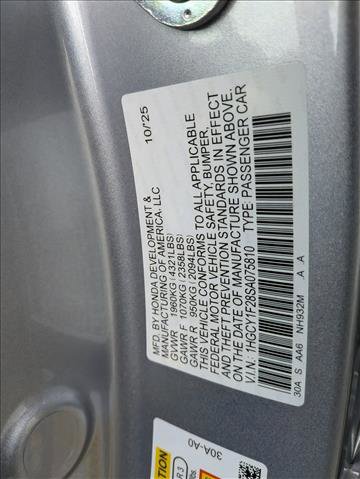 MFD. BY HONDA DEVELOPMENT & 10/'25
MANUFACTURING OF AMERICA, LLC
GVWR 1960KG (4321LBS)
GAWR F 1070KG (2358LBS)
GAWR R 950KG (2094LBS)
THIS VEHICLE CONFORMS TO ALL APPLICABLE
FEDERAL MOTOR VEHICLE SAFETY, BUMPER,
AND THEFT PREVENTION STANDARDS IN EFFECT
ON THE DATE OF MANUFACTURE SHOWN ABOVE.
VIN: 1HGCY1F28SA075810 TYPE: PASSENGER CAR
30A S AA6 NH932M A A
30A-A0
R.3